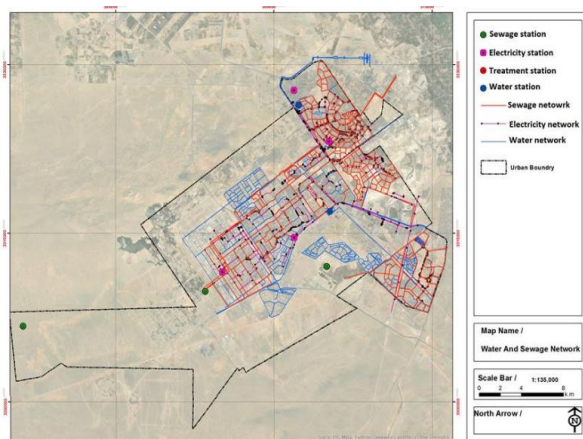 Sewage station
Electricity station
Treatment station
Water station
Sewage netowrk
Electricity network
Water network
Urban Boundry
Map Name /
Water And Sewage Network
Scale Bar /
1:135,000
0 2 4 8
k.m
North Arrow /